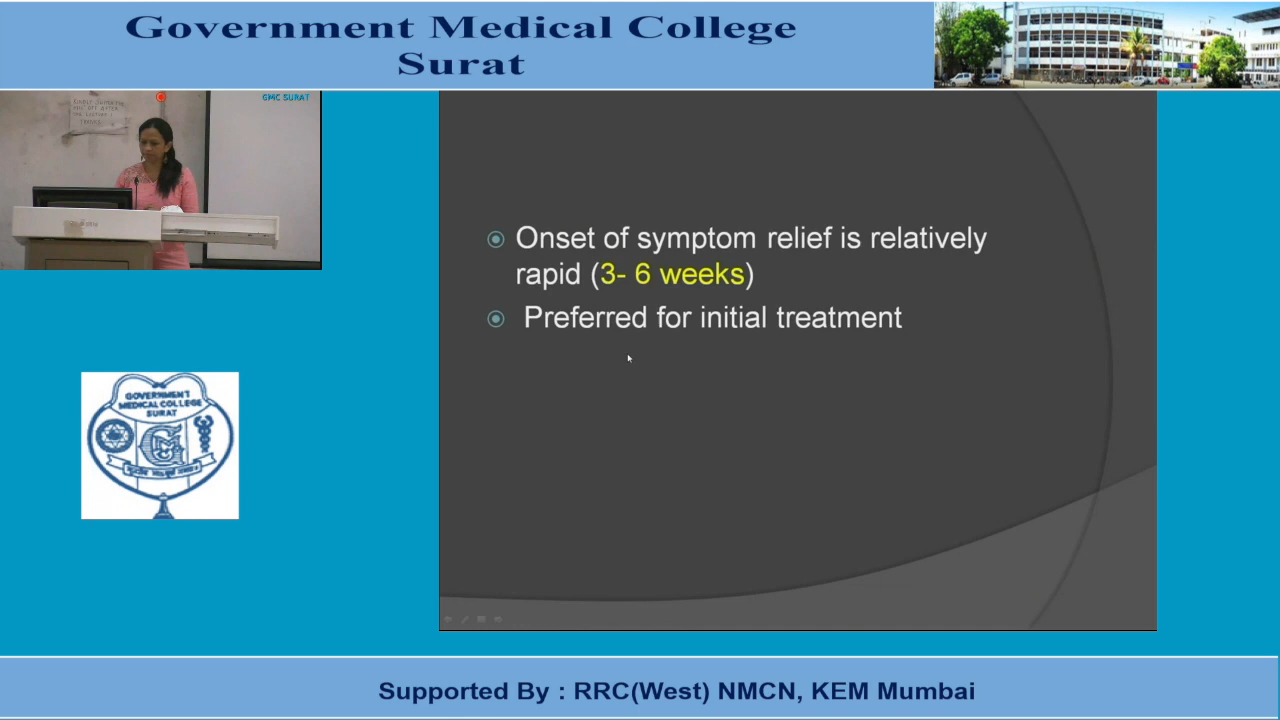 Government Medical College
Surat
GMC SURAT
Onset of symptom relief is relatively
rapid (3- 6 weeks)
Preferred for initial treatment
GOVERNMENT
MEDICAL COLLEGE
SURAT
Supported By : RRC(West) NMCN, KEM Mumbai